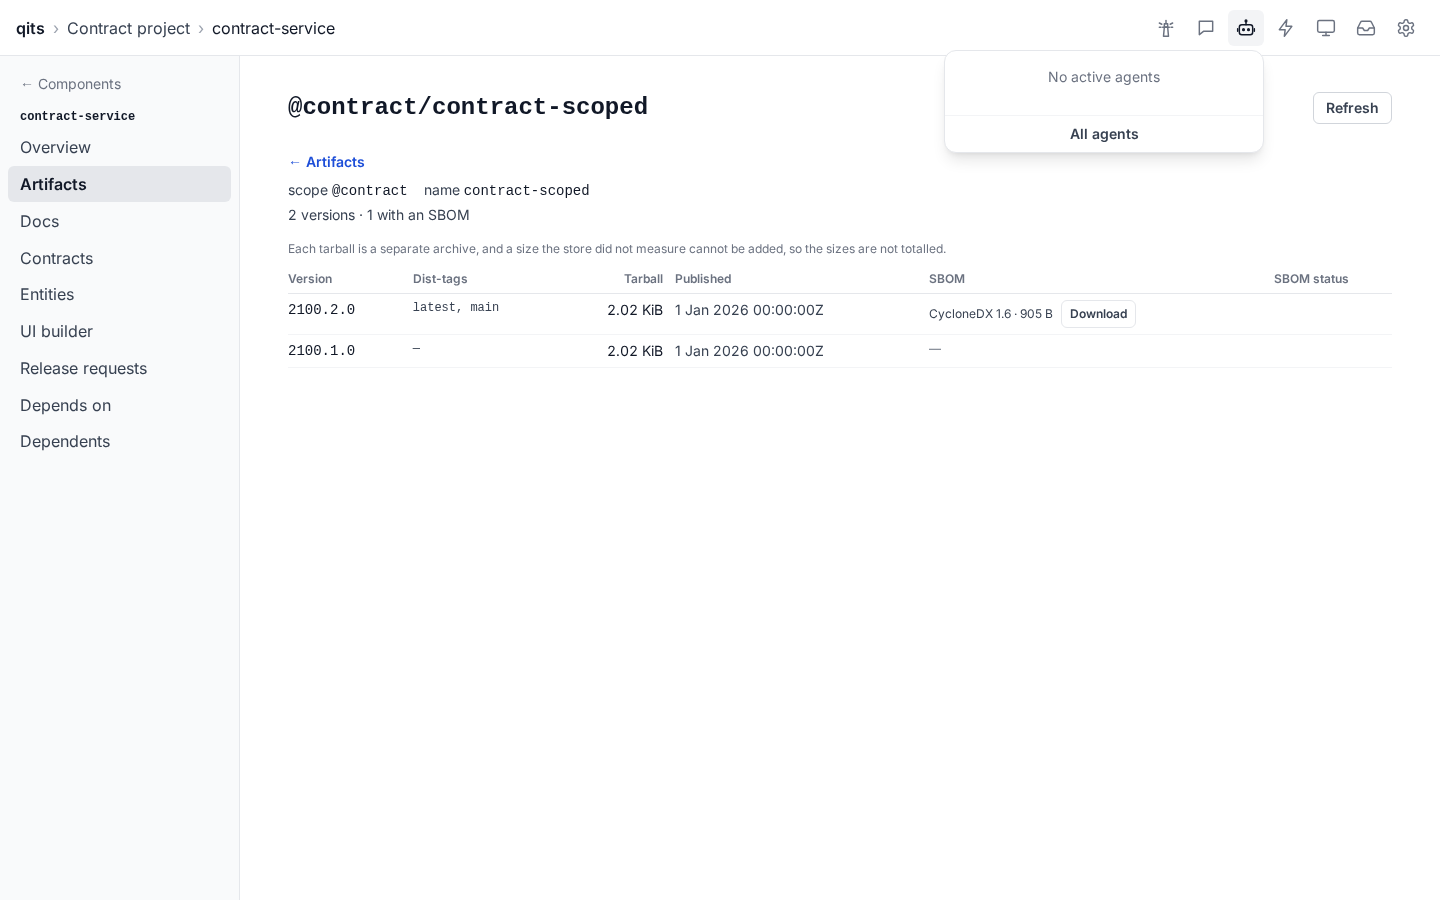 qits › Contract project › contract-service
No active agents
All agents
← Components
contract-service
Overview
Artifacts
Docs
Contracts
Entities
UI builder
Release requests
Depends on
Dependents
@contract/contract-scoped
Refresh
← Artifacts
scope @contract name contract-scoped
2 versions · 1 with an SBOM
Each tarball is a separate archive, and a size the store did not measure cannot be added, so the sizes are not totalled.
Version Dist-tags Tarball Published SBOM SBOM status
2100.2.0 latest, main 2.02 KiB 1 Jan 2026 00:00:00Z CycloneDX 1.6 · 905 B Download
2100.1.0 — 2.02 KiB 1 Jan 2026 00:00:00Z —